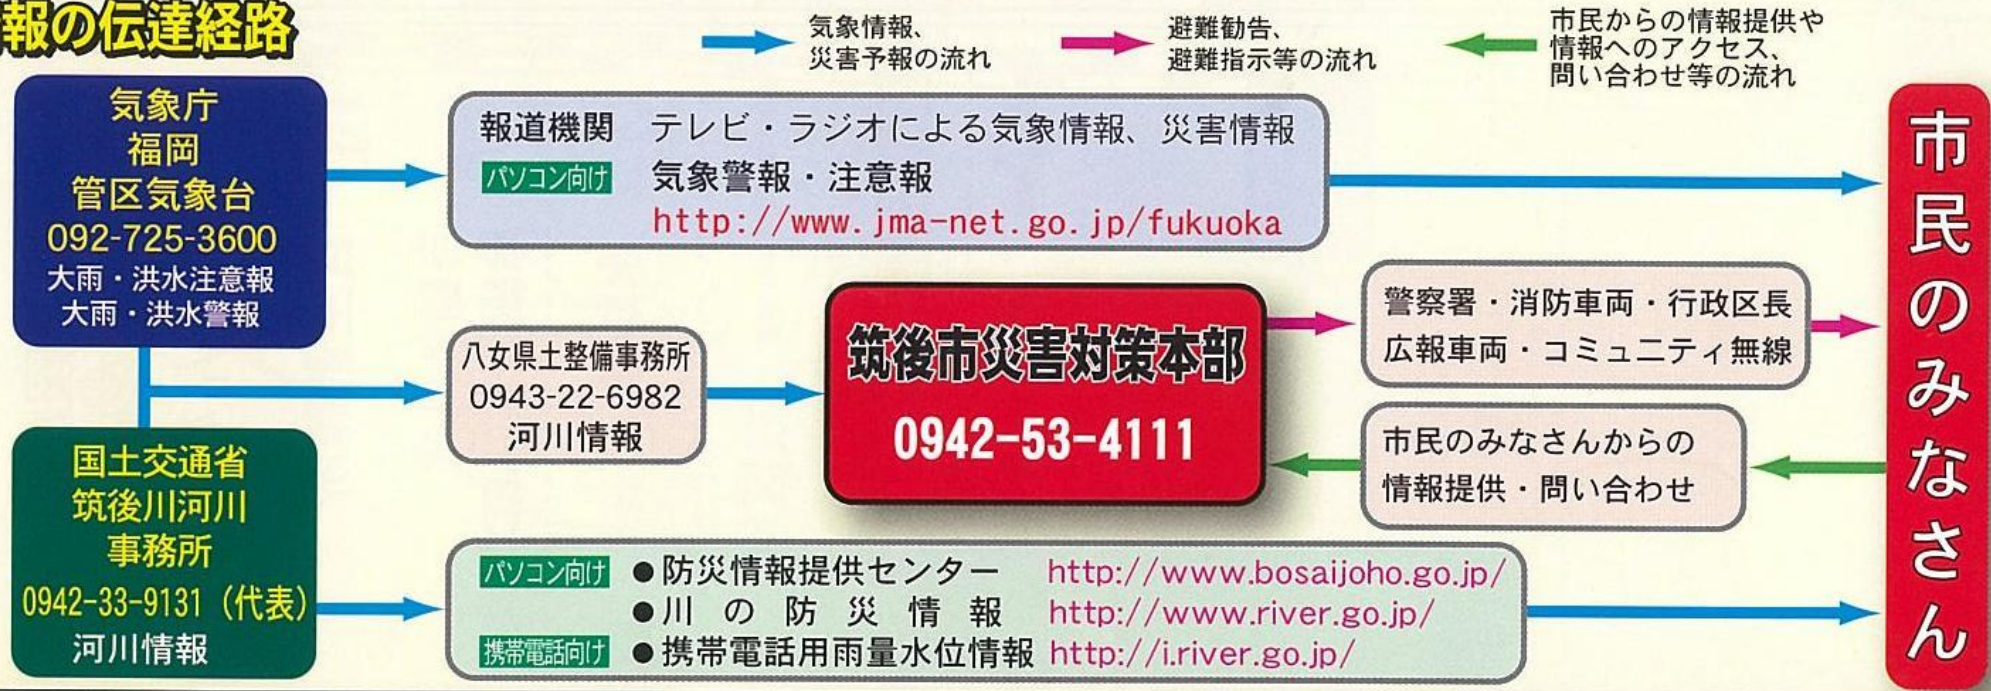 報の伝達経路
気象情報、
災害予報の流れ
避難勧告、
避難指示等の流れ
市民からの情報提供や
情報へのアクセス、
問い合わせ等の流れ
気象庁
福岡
管区気象台
092-725-3600
大雨・洪水注意報
大雨・洪水警報
報道機関 テレビ・ラジオによる気象情報、災害情報
パソコン向け 気象警報・注意報
http://www.jma-net.go.jp/fukuoka
八女県土整備事務所
0943-22-6982
河川情報
筑後市災害対策本部
0942-53-4111
警察署・消防車両・行政区長
広報車両・コミュニティ無線
市民のみなさんからの
情報提供・問い合わせ
国土交通省
筑後川河川
事務所
0942-33-9131（代表）
河川情報
パソコン向け ●防災情報提供センター http://www.bosaijoho.go.jp/
●川の防災情報 http://www.river.go.jp/
携帯電話向け ●携帯電話用雨量水位情報 http://i.river.go.jp/
市民のみなさん